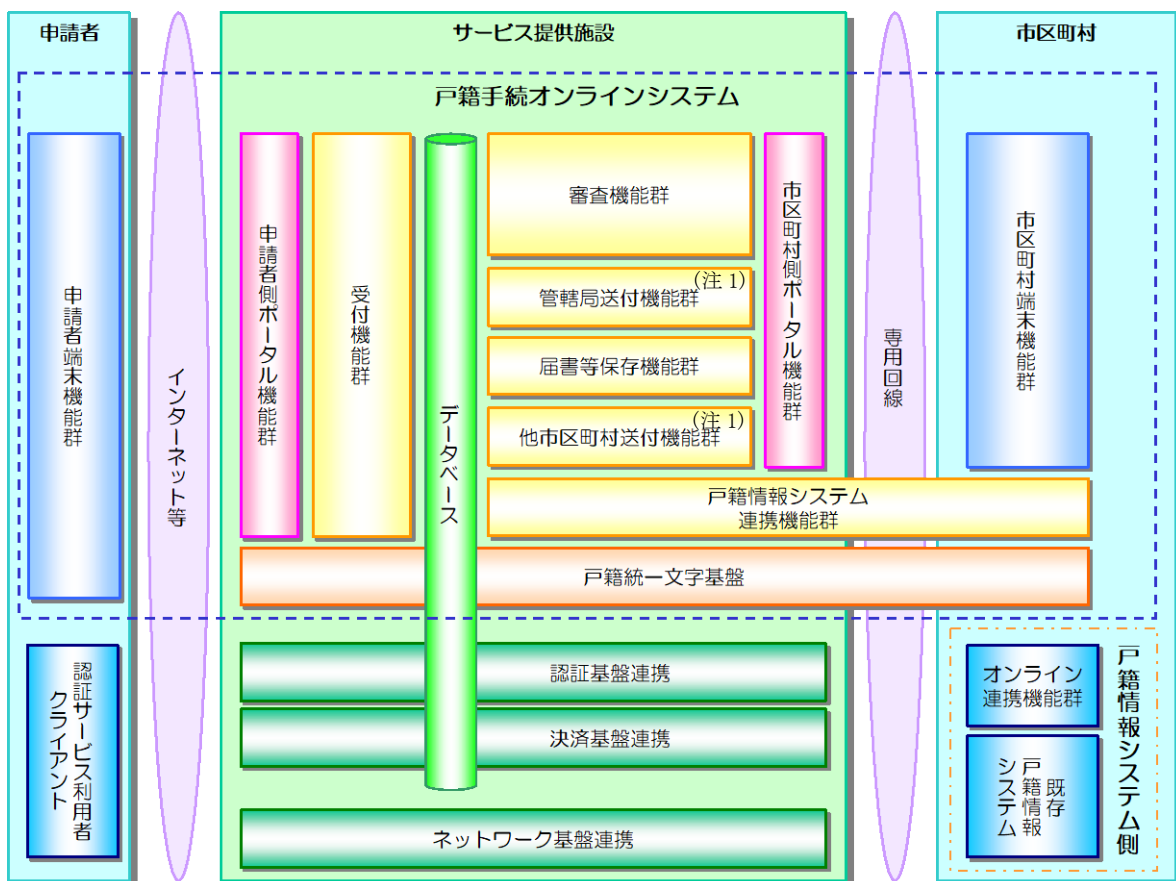 申請者
サービス提供施設
市区町村
戸籍手続オンラインシステム
申請者端末機能群
インターネット等
申請者側ポータル機能群
受付機能群
データベース
審査機能群
(注 1)
管轄局送付機能群
届書等保存機能群
(注 1)
他市区町村送付機能群
市区町村側ポータル機能群
専用回線
市区町村端末機能群
戸籍情報システム
連携機能群
戸籍統一文字基盤
認証サービス利用者
クライアント
認証基盤連携
決済基盤連携
ネットワーク基盤連携
オンライン
連携機能群
既存
戸籍情報
システム
戸籍情報システム側